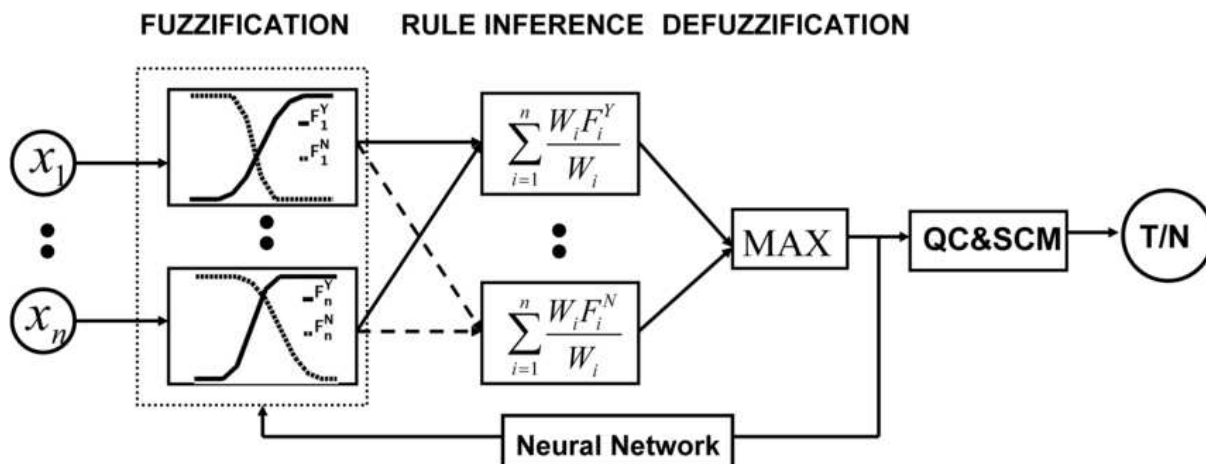 FUZZIFICATION RULE INFERENCE DEFUZZIFICATION
x₁
F₁ʸ
F₁ᴺ
∑ᵢ₌₁ⁿ WᵢFᵢʸ / Wᵢ
MAX
QC&SCM
T/N
xₙ
Fₙʸ
Fₙᴺ
∑ᵢ₌₁ⁿ WᵢFᵢᴺ / Wᵢ
Neural Network